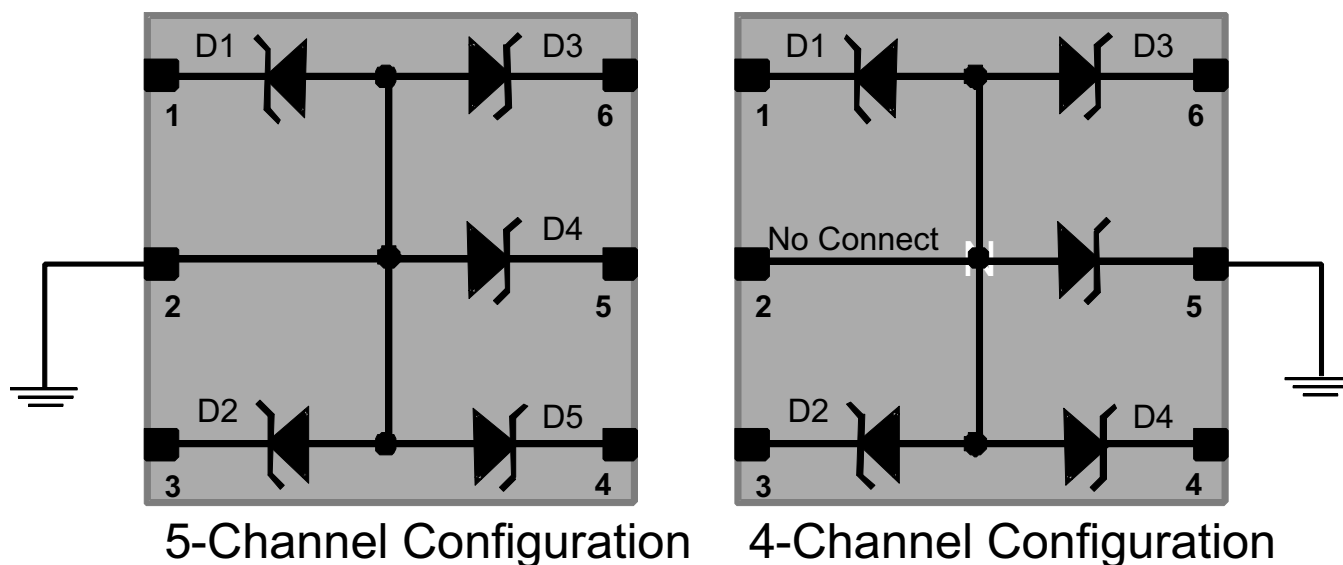 D1 D3
1 6
D4
2 5
D2 D5
3 4
5-Channel Configuration
D1 D3
1 6
No Connect
2 5
D2 D4
3 4
4-Channel Configuration